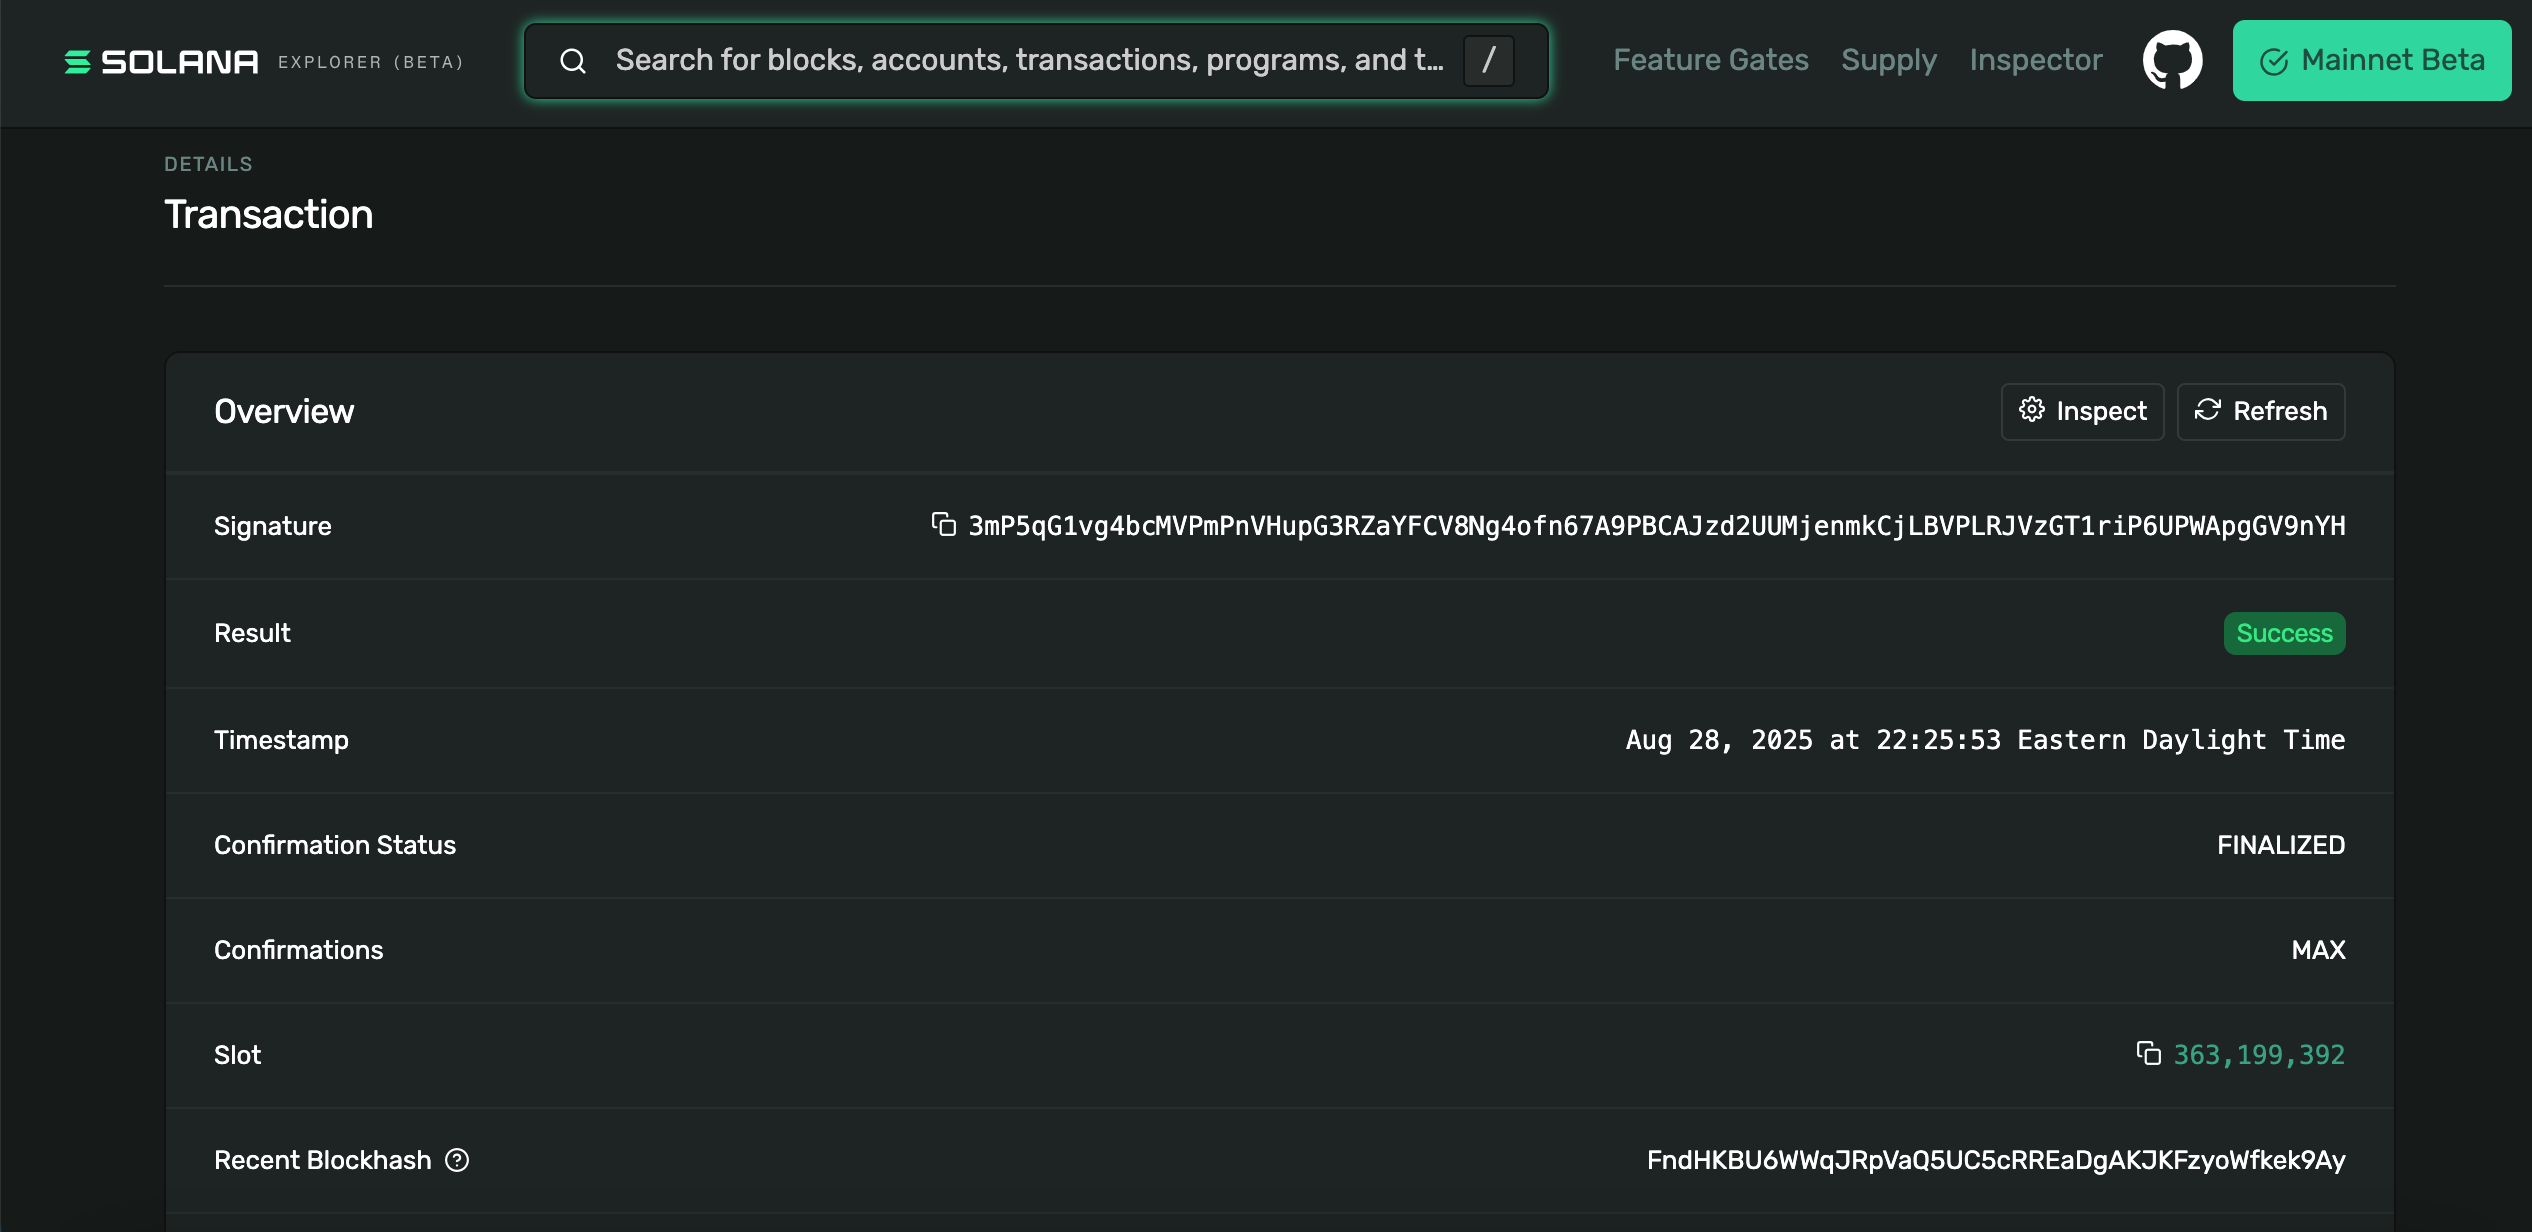 SOLANA EXPLORER (BETA)
Search for blocks, accounts, transactions, programs, and t...
/
Feature Gates
Supply
Inspector
Mainnet Beta
DETAILS
Transaction
Overview
Inspect
Refresh
Signature
3mP5qG1vg4bcMVPmPnVHupG3RZaYFCV8Ng4ofn67A9PBCAJzd2UUMjenmkCjLBVPLRJVzGT1riP6UPWApgGV9nYH
Result
Success
Timestamp
Aug 28, 2025 at 22:25:53 Eastern Daylight Time
Confirmation Status
FINALIZED
Confirmations
MAX
Slot
363,199,392
Recent Blockhash
FndHKBU6WWqJRpVaQ5UC5cRREaDgAKJKFzyoWfkek9Ay